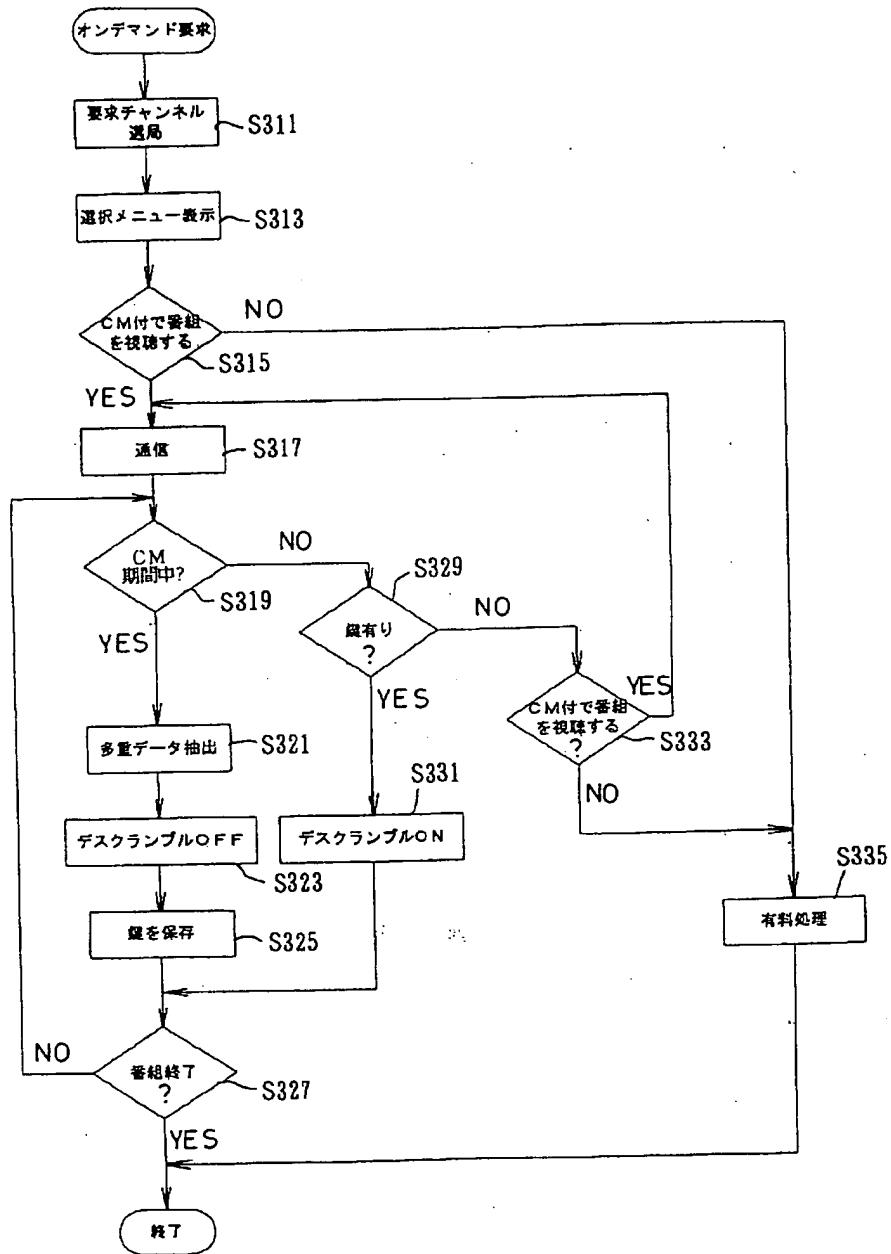 オンデマンド要求
要求チャンネル
選局
S311
選択メニュー表示
S313
CM付で番組
を視聴する
NO
S315
YES
通信
S317
CM
期間中?
NO
S319
YES
S329
鍵有り
?
NO
YES
CM付で番組
を視聴する
?
YES
S333
NO
多重データ抽出
S321
S331
デスクランブルOFF
デスクランブルON
S323
S335
有料処理
鍵を保存
S325
番組終了
?
NO
S327
YES
終了